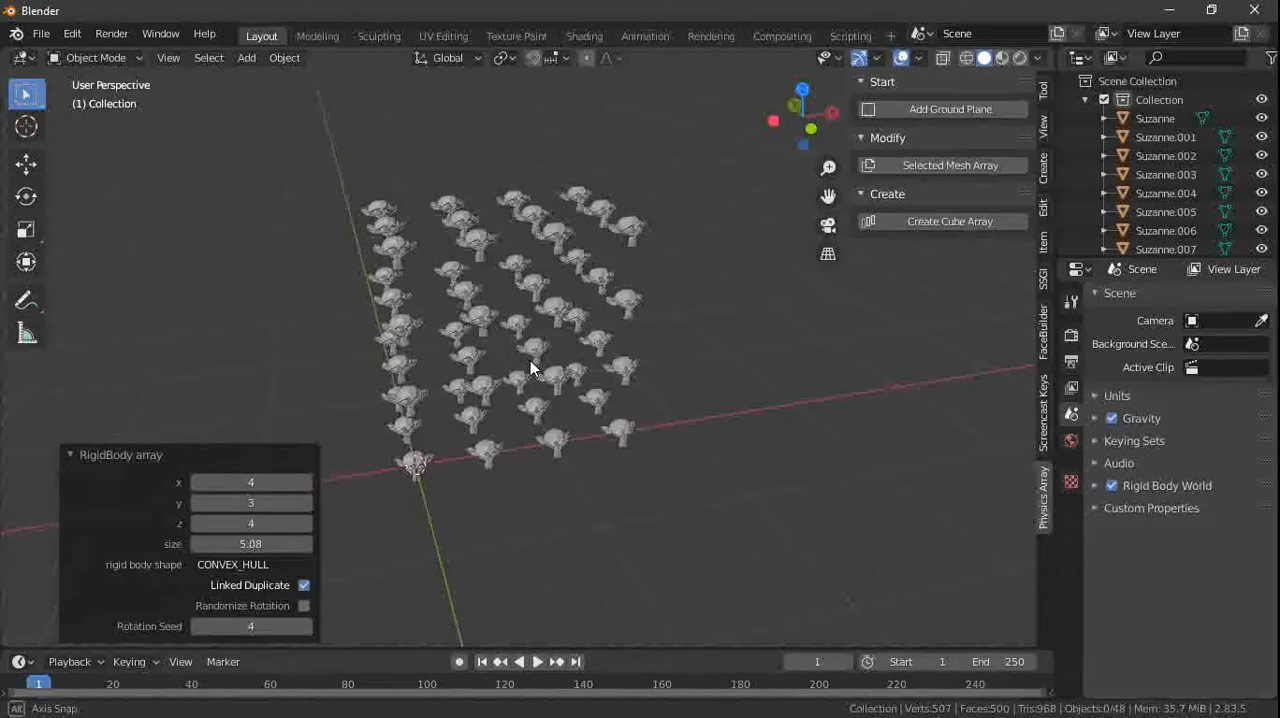 Blender
File Edit Render Window Help Layout Modeling Sculpting UV Editing Texture Paint Shading Animation Rendering Compositing Scripting + Scene View Layer
Object Mode View Select Add Object Global
User Perspective
(1) Collection
Start
Add Ground Plane
Modify
Selected Mesh Array
Create
Create Cube Array
Tool
View
Create
Edit
Item
SSGI
FaceBuilder
Screencast Keys
Physics Array
Scene Collection
Collection
Suzanne
Suzanne.001
Suzanne.002
Suzanne.003
Suzanne.004
Suzanne.005
Suzanne.006
Suzanne.007
Scene View Layer
Scene
Camera
Background Sce...
Active Clip
Units
Gravity
Keying Sets
Audio
Rigid Body World
Custom Properties
RigidBody array
x 4
y 3
z 4
size 5.08
rigid body shape CONVEX_HULL
Linked Duplicate
Randomize Rotation
Rotation Seed 4
Playback Keying View Marker 1 Start 1 End 250
1 20 40 60 80 100 120 140 160 180 200 220 240
Alt Axis Snap
Collection | Verts:507 | Faces:500 | Tris:968 | Objects:0/48 | Mem: 35.7 MiB | 2.83.5